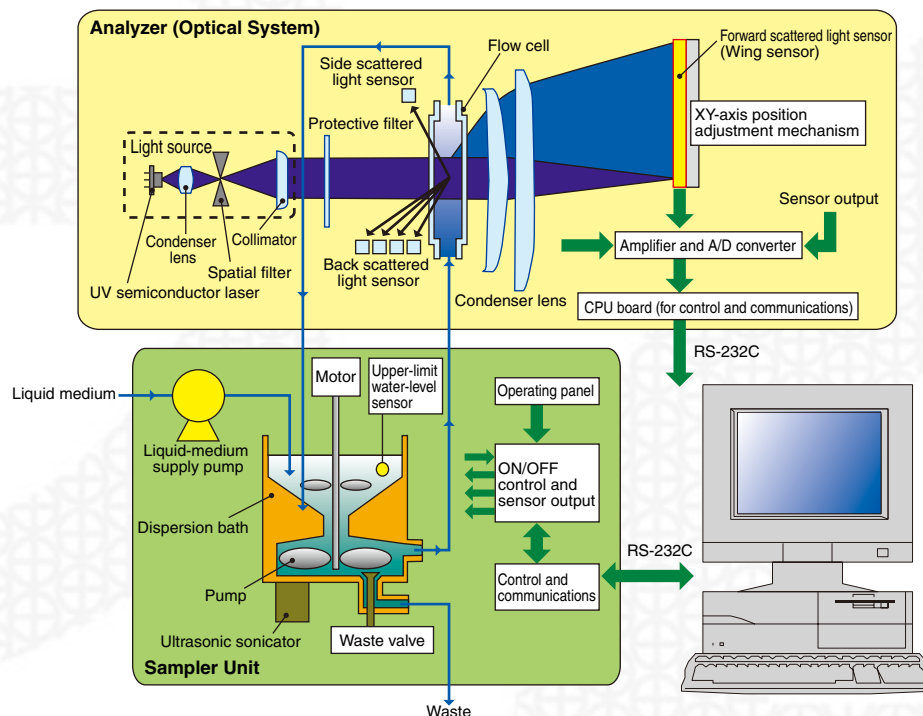 Analyzer (Optical System)
Side scattered
light sensor
Flow cell
Forward scattered light sensor
(Wing sensor)
Protective filter
XY-axis position
adjustment mechanism
Light source
Sensor output
Condenser
lens
Collimator
Spatial filter
UV semiconductor laser
Back scattered
light sensor
Condenser lens
Amplifier and A/D converter
CPU board (for control and communications)
RS-232C
Liquid medium
Motor
Upper-limit
water-level
sensor
Operating panel
Liquid-medium
supply pump
ON/OFF
control and
sensor output
Dispersion bath
RS-232C
Pump
Control and
communications
Ultrasonic sonicator
Waste valve
Sampler Unit
Waste